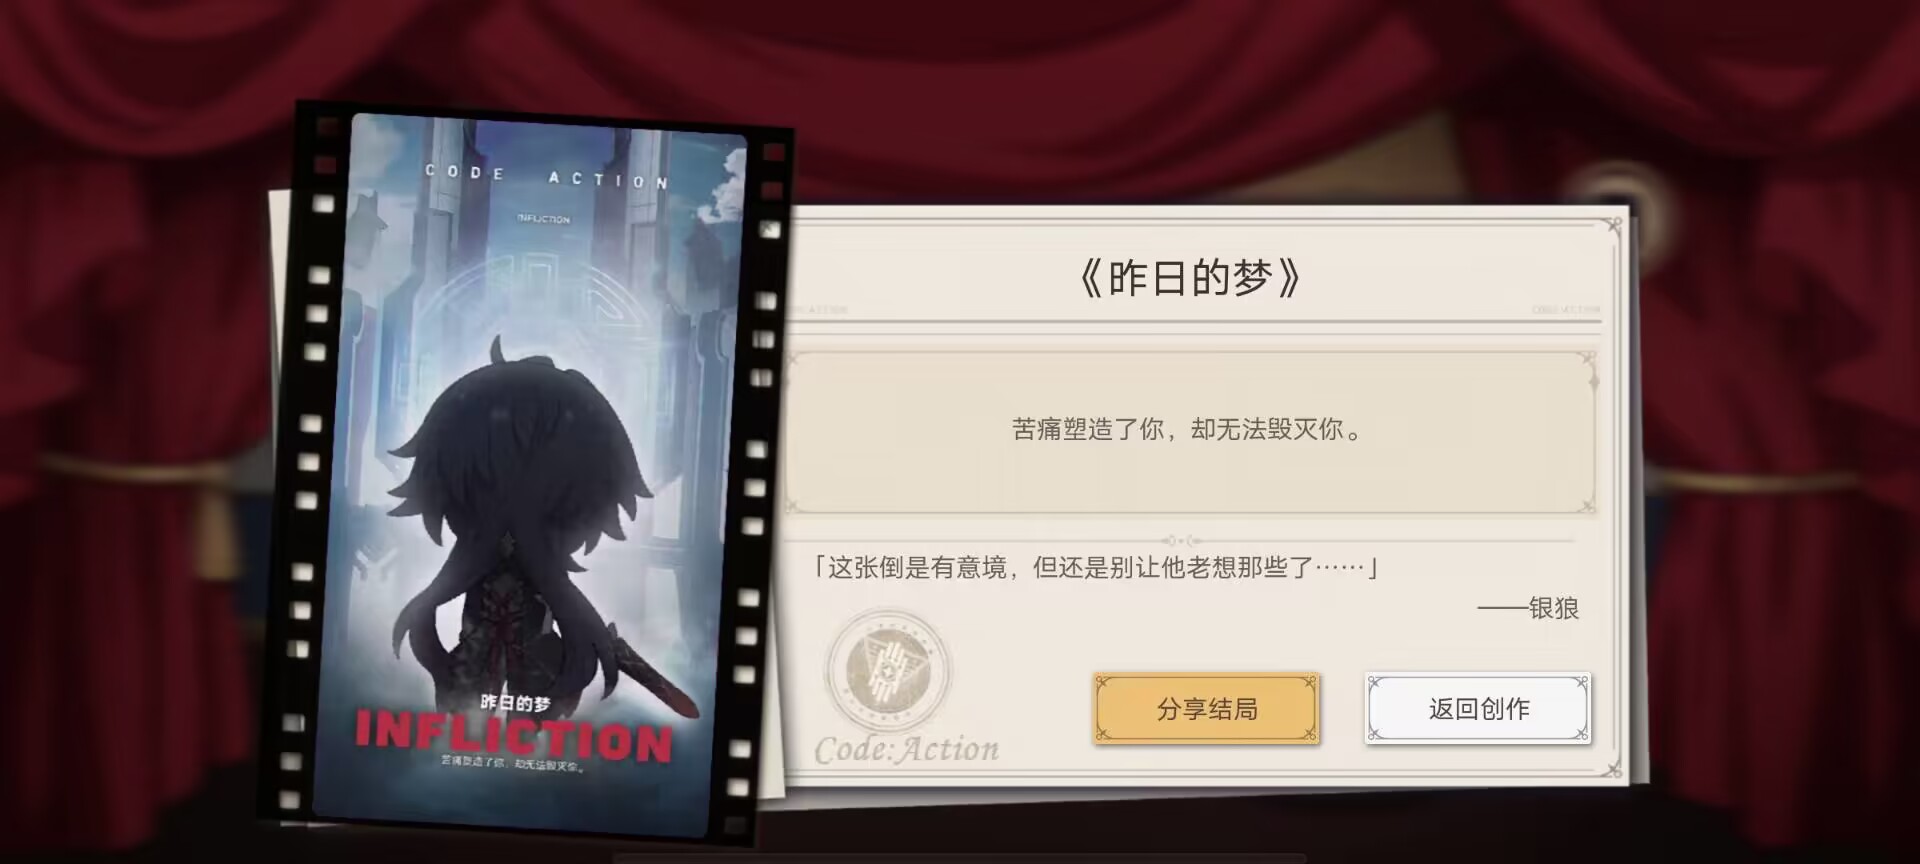 CODE ACTION
INFLICTION
昨日的梦
INFLICTION
苦痛塑造了你，却无法毁灭你。
《昨日的梦》
CODE:ACTION
苦痛塑造了你，却无法毁灭你。
「这张倒是有意境，但还是别让他老想那些了……」
——银狼
Code:Action
分享结局
返回创作